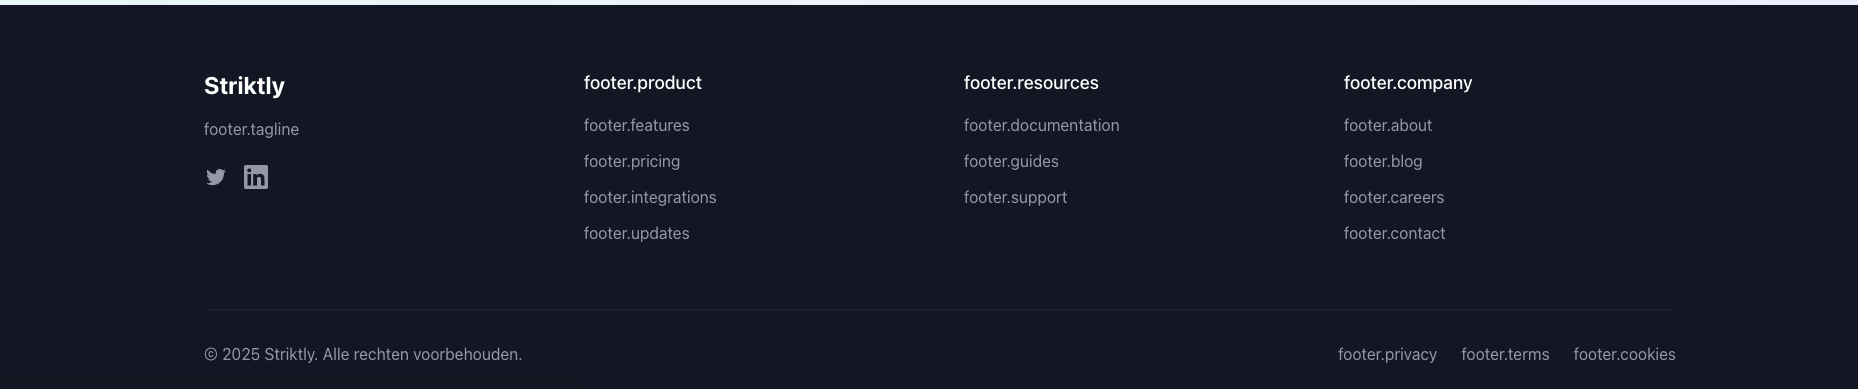 Striktly
footer.tagline
footer.product
footer.features
footer.pricing
footer.integrations
footer.updates
footer.resources
footer.documentation
footer.guides
footer.support
footer.company
footer.about
footer.blog
footer.careers
footer.contact
© 2025 Striktly. Alle rechten voorbehouden.
footer.privacy footer.terms footer.cookies